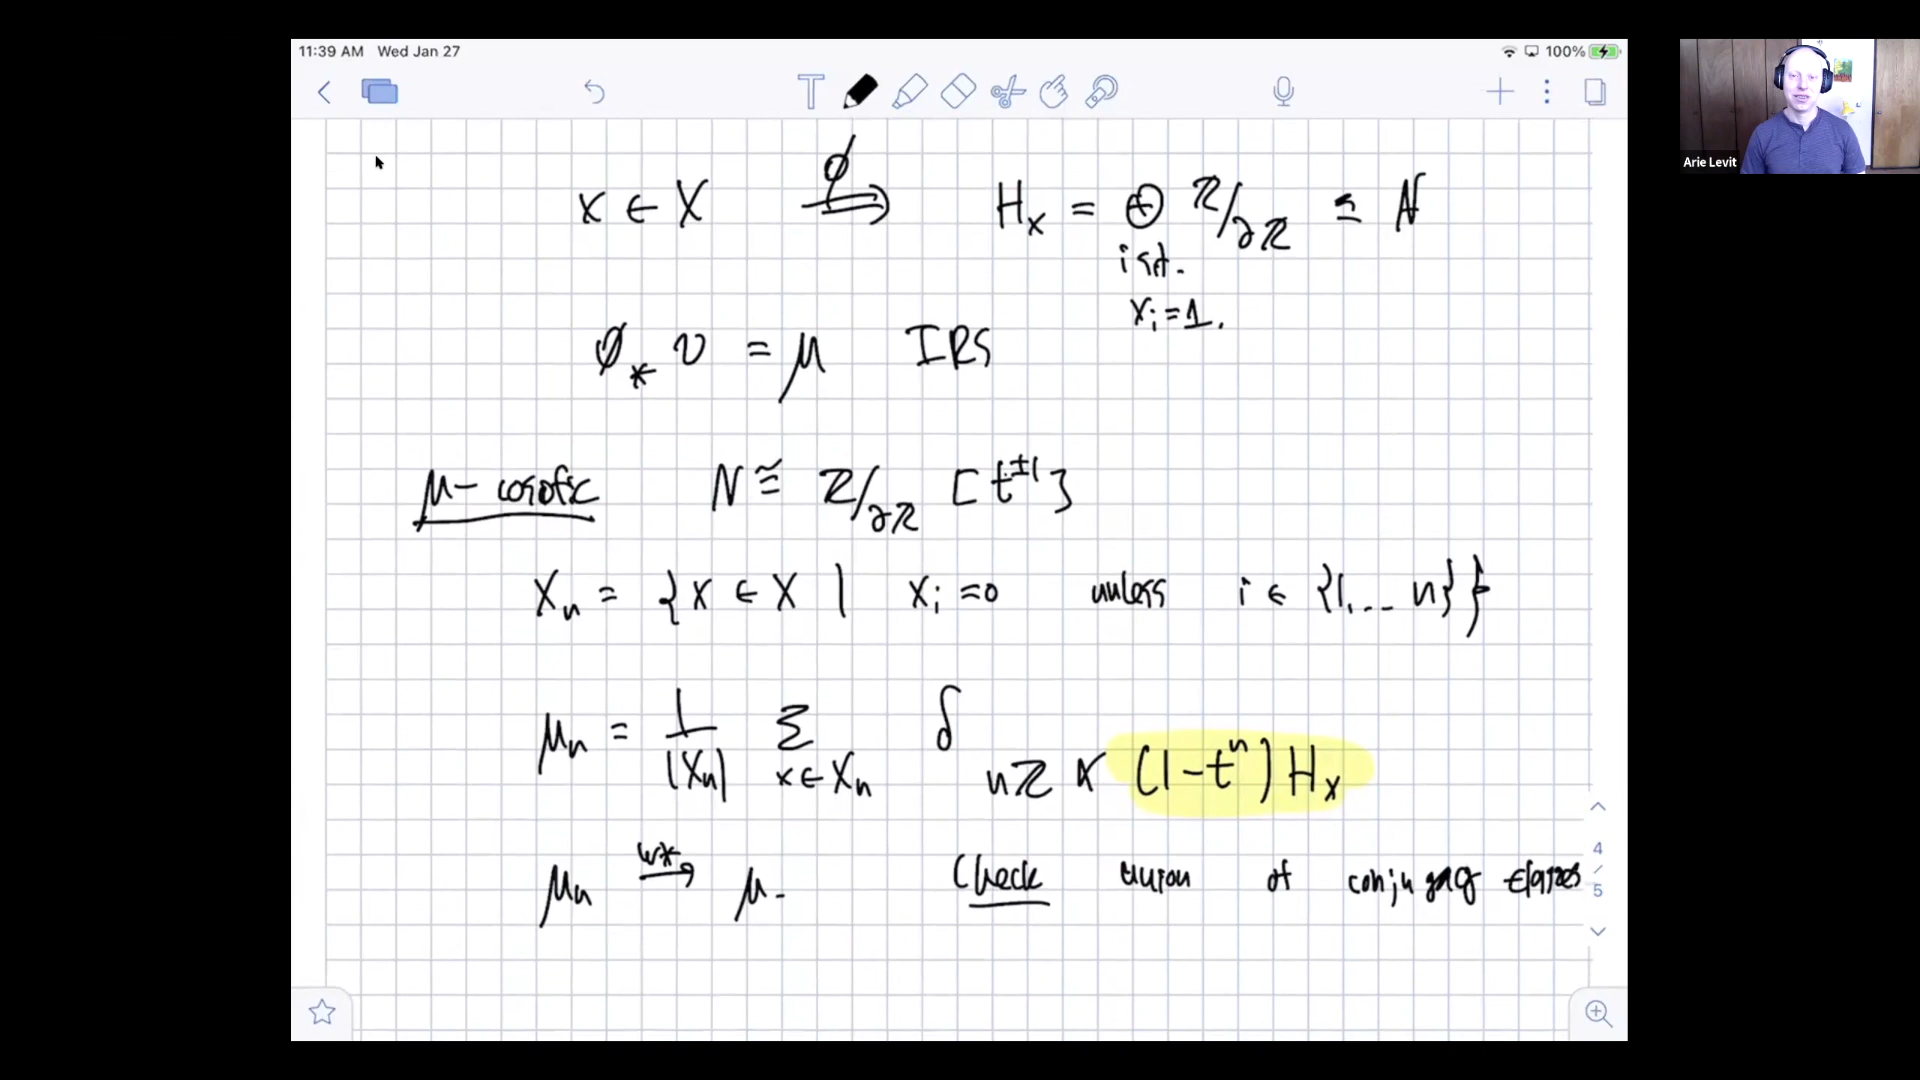 11:39 AM Wed Jan 27
100%
Arie Levit
x ∈ X ⟹^ϕ H_x = ⊕ ℤ/2ℤ ≤ N
i s.t.
x_i = 1.
ϕ_* ν = μ IRS
μ- cosofic N ≅ ℤ/2ℤ [t^{±1}]
X_n = {x ∈ X | x_i = 0 unless i ∈ {1, ... n}}
μ_n = 1/|X_n| Σ_{x ∈ X_n} δ_{nℤ ⋉ (1-t^n) H_x}
μ_n →^{w*} μ. Check union of conjugacy classes
4/5